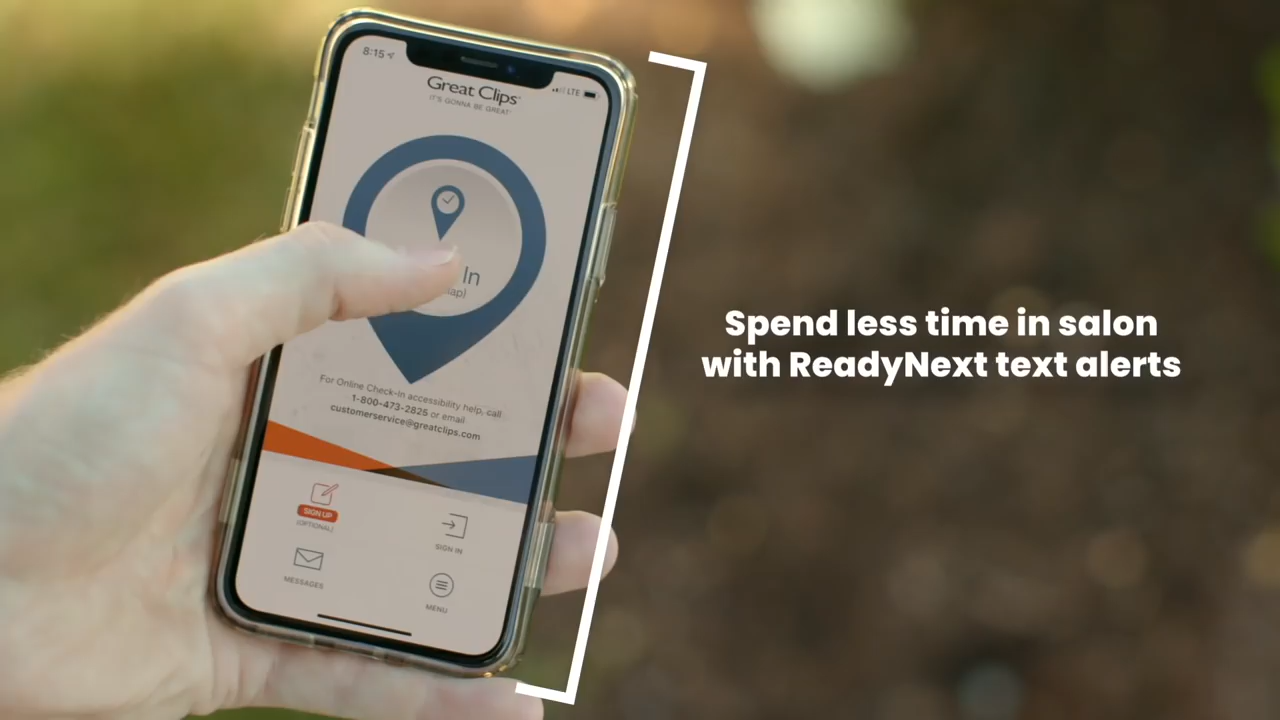 8:15
LTE
Great Clips
IT'S GONNA BE GREAT
In
For Online Check-In accessibility help, call
1-800-473-2825 or email
customerservice@greatclips.com
SIGN UP
(OPTIONAL)
SIGN IN
MESSAGES
MENU
Spend less time in salon
with ReadyNext text alerts